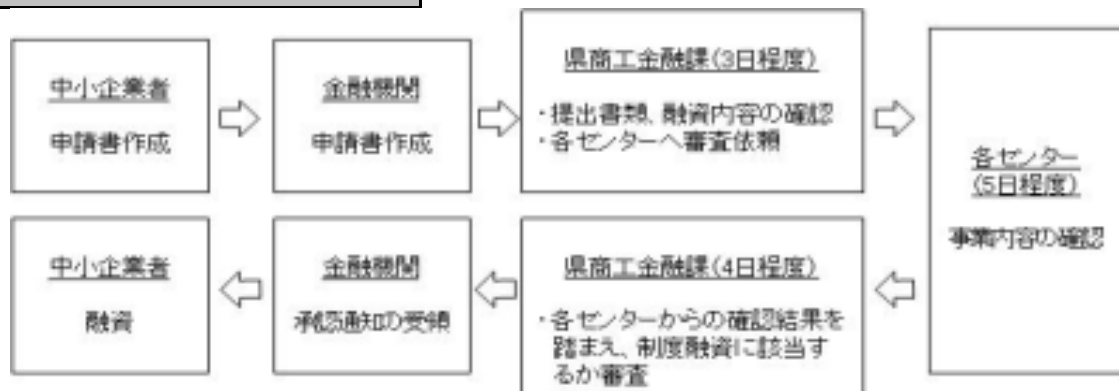 中小企業者
申請書作成
金融機関
申請書作成
県商工金融課(3日程度)
・提出書類、融資内容の確認
・各センターへ審査依頼
各センター
(5日程度)
事業内容の確認
県商工金融課(4日程度)
・各センターからの確認結果を
踏まえ、制度融資に該当す
るか審査
金融機関
承認通知の受領
中小企業者
融資